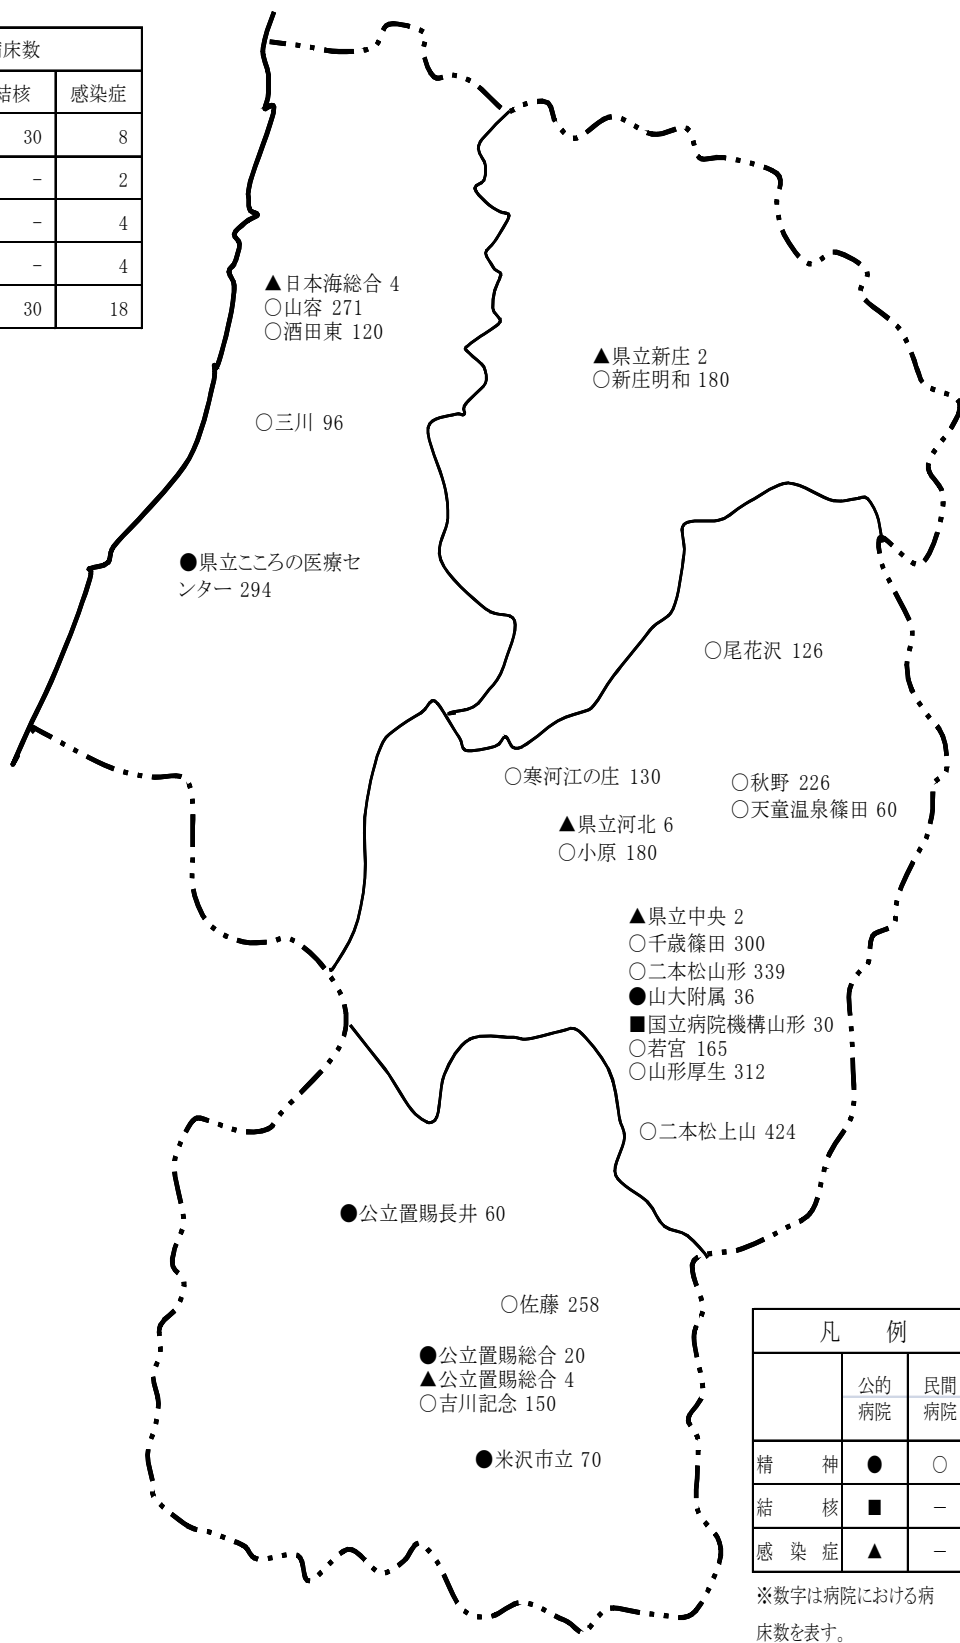 床数
結核 感染症
30 8
- 2
- 4
- 4
30 18
▲日本海総合 4
○山容 271
○酒田東 120
▲県立新庄 2
○新庄明和 180
○三川 96
●県立こころの医療セ
ンター 294
○尾花沢 126
○寒河江の庄 130
○秋野 226
○天童温泉篠田 60
▲県立河北 6
○小原 180
▲県立中央 2
○千歳篠田 300
○二本松山形 339
●山大附属 36
■国立病院機構山形 30
○若宮 165
○山形厚生 312
○二本松上山 424
●公立置賜長井 60
○佐藤 258
●公立置賜総合 20
▲公立置賜総合 4
○吉川記念 150
●米沢市立 70
凡 例
公的 民間
病院 病院
精 神 ● ○
結 核 ■ －
感 染 症 ▲ －
※数字は病院における病
床数を表す。